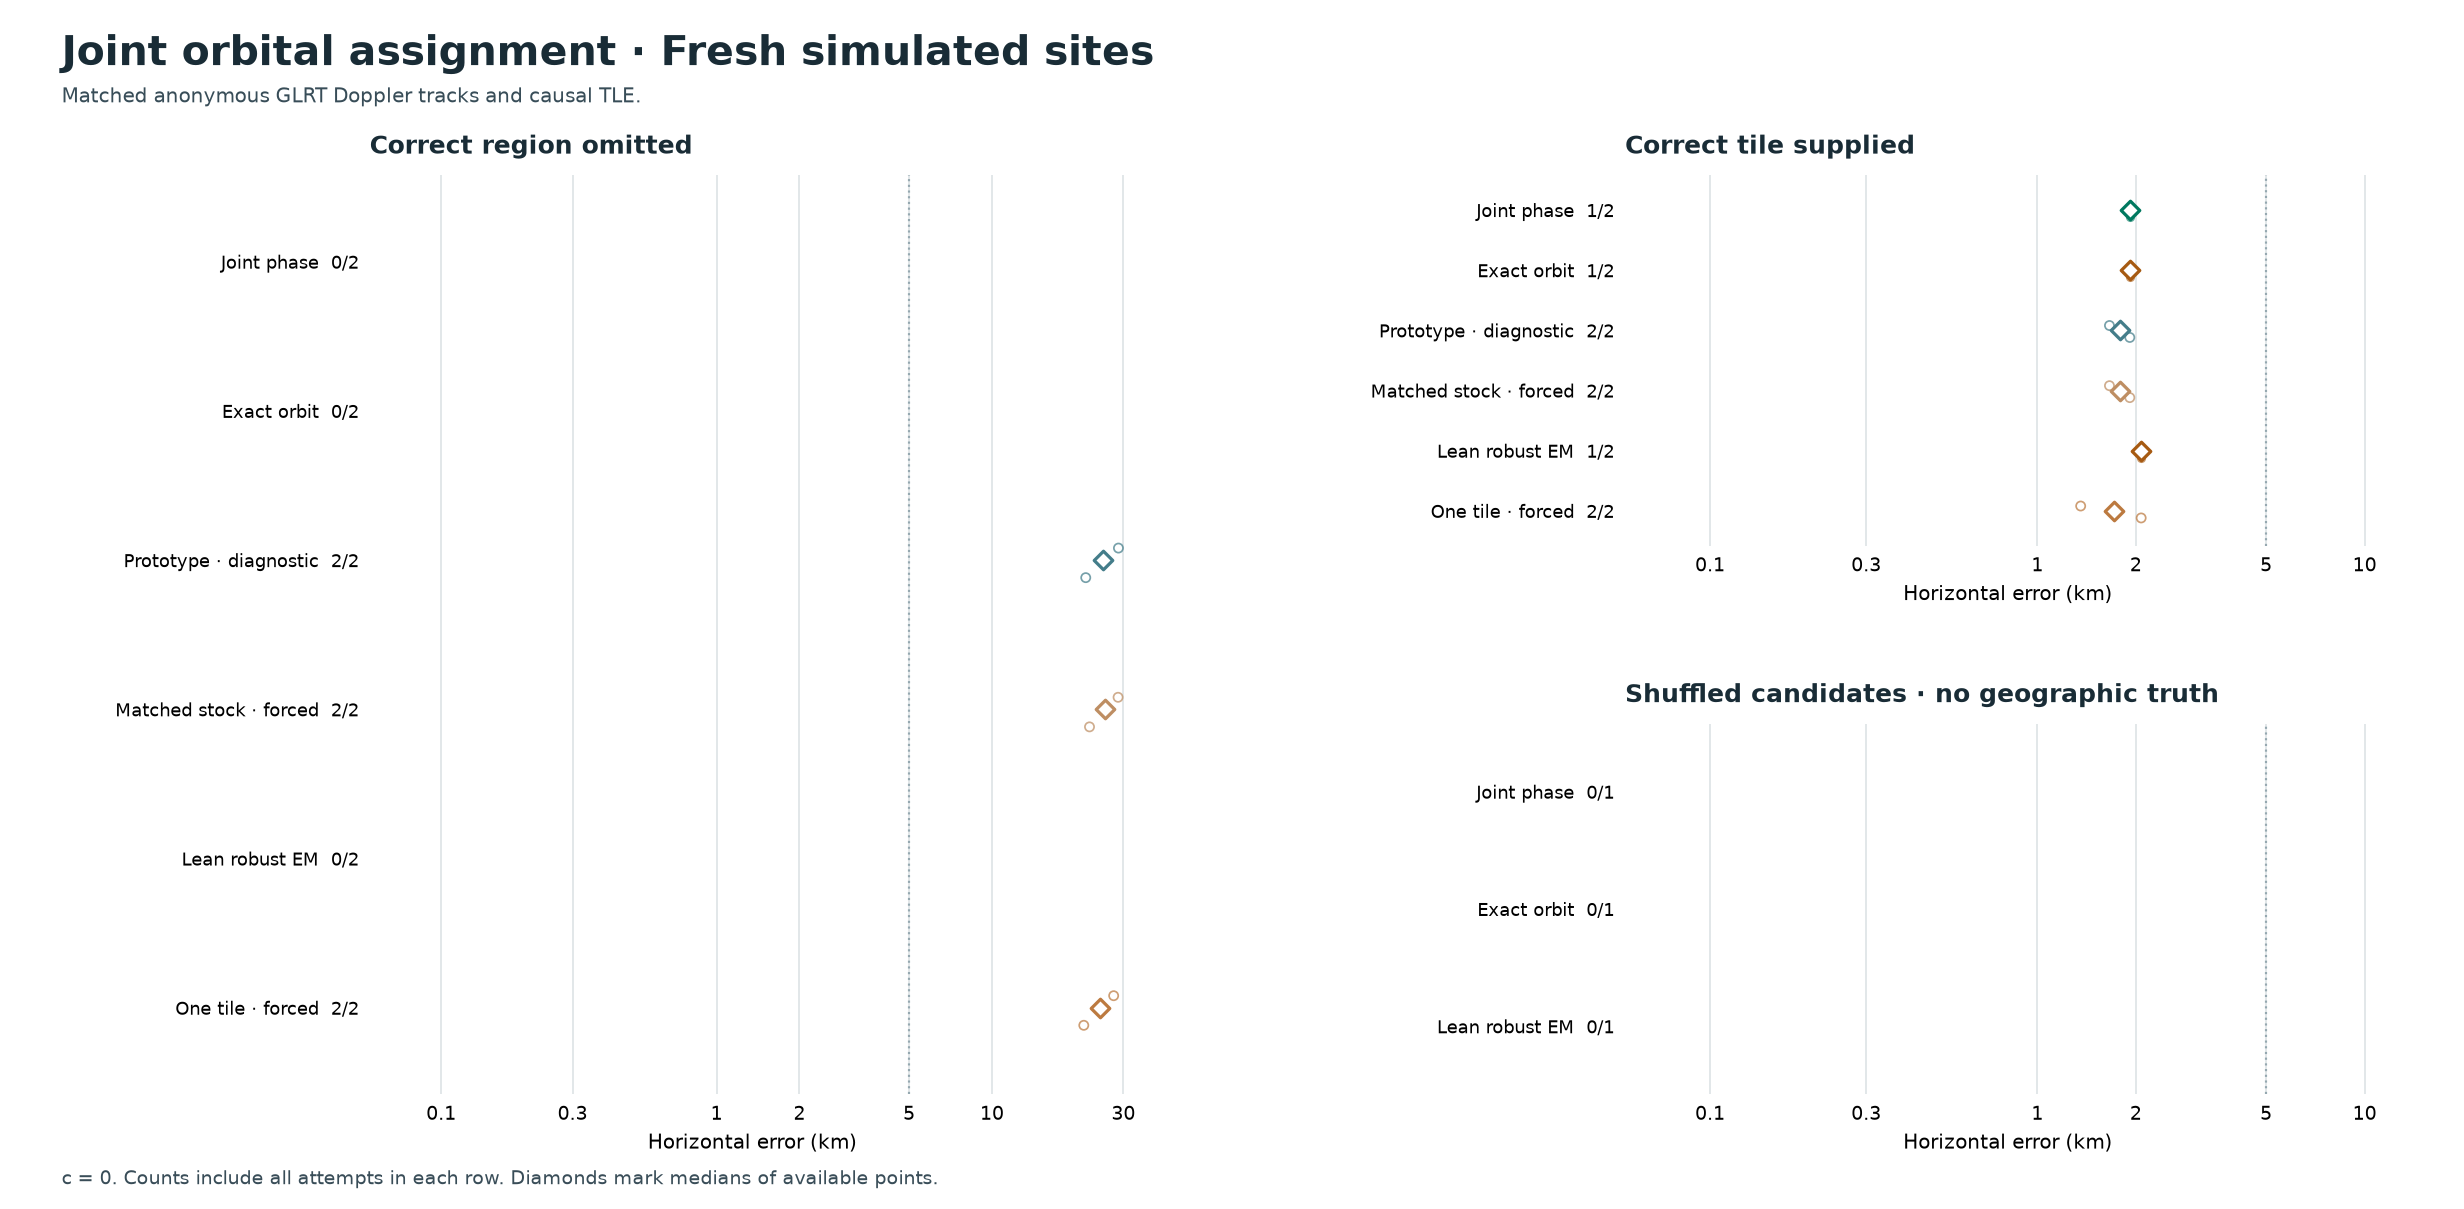 Joint orbital assignment · Fresh simulated sites
Matched anonymous GLRT Doppler tracks and causal TLE.
Correct region omitted
Joint phase 0/2
Exact orbit 0/2
Prototype · diagnostic 2/2
Matched stock · forced 2/2
Lean robust EM 0/2
One tile · forced 2/2
0.1 0.3 1 2 5 10 30
Horizontal error (km)
Correct tile supplied
Joint phase 1/2
Exact orbit 1/2
Prototype · diagnostic 2/2
Matched stock · forced 2/2
Lean robust EM 1/2
One tile · forced 2/2
0.1 0.3 1 2 5 10
Horizontal error (km)
Shuffled candidates · no geographic truth
Joint phase 0/1
Exact orbit 0/1
Lean robust EM 0/1
0.1 0.3 1 2 5 10
Horizontal error (km)
c = 0. Counts include all attempts in each row. Diamonds mark medians of available points.